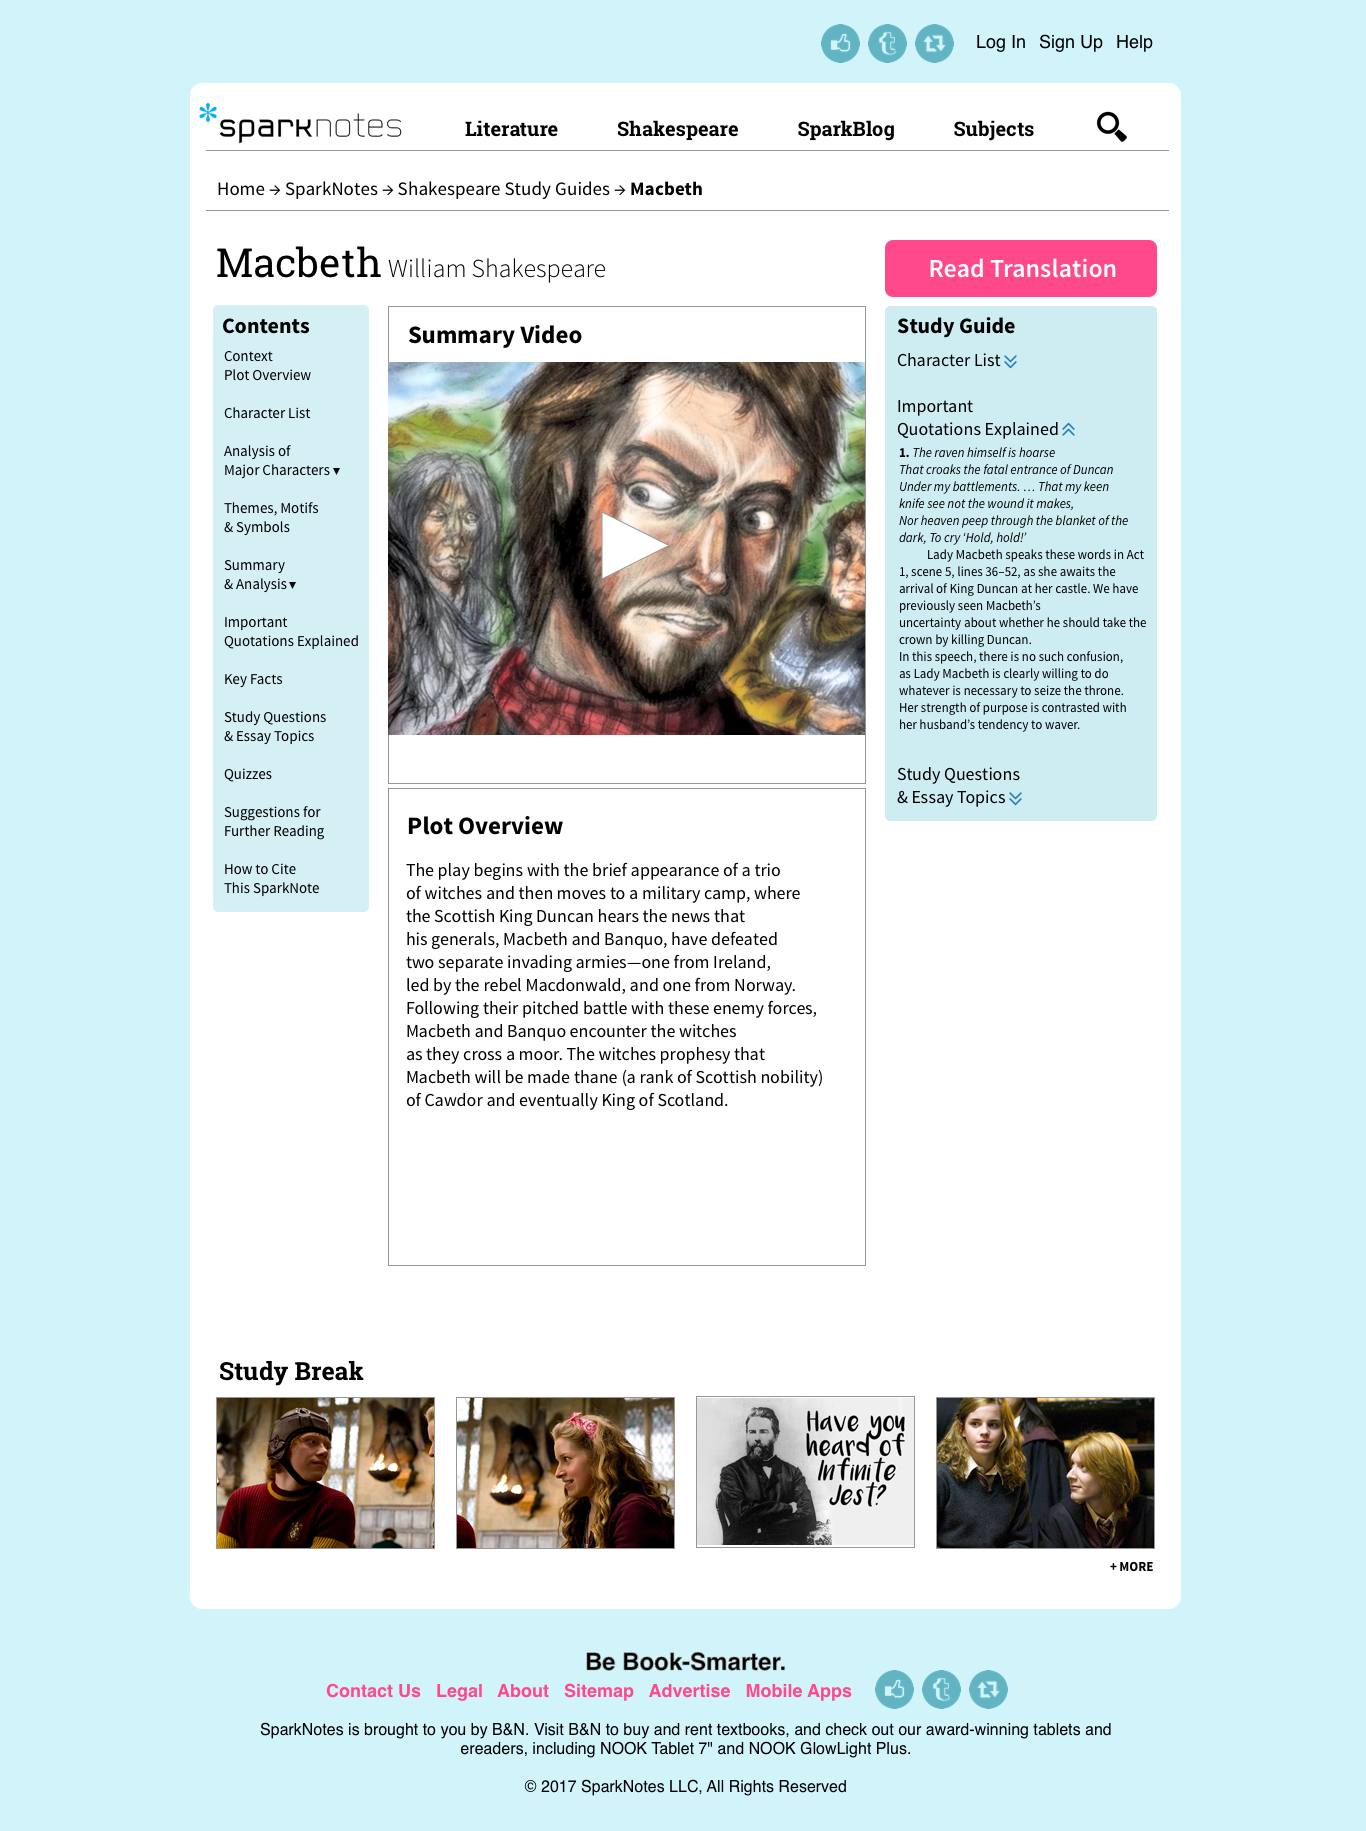 Log In Sign Up Help
*sparknotes
Literature
Shakespeare
SparkBlog
Subjects
Home → SparkNotes → Shakespeare Study Guides → Macbeth
Macbeth William Shakespeare
Read Translation
Contents
Context
Plot Overview
Character List
Analysis of
Major Characters ▾
Themes, Motifs
& Symbols
Summary
& Analysis ▾
Important
Quotations Explained
Key Facts
Study Questions
& Essay Topics
Quizzes
Suggestions for
Further Reading
How to Cite
This SparkNote
Summary Video
Plot Overview
The play begins with the brief appearance of a trio
of witches and then moves to a military camp, where
the Scottish King Duncan hears the news that
his generals, Macbeth and Banquo, have defeated
two separate invading armies—one from Ireland,
led by the rebel Macdonwald, and one from Norway.
Following their pitched battle with these enemy forces,
Macbeth and Banquo encounter the witches
as they cross a moor. The witches prophesy that
Macbeth will be made thane (a rank of Scottish nobility)
of Cawdor and eventually King of Scotland.
Study Guide
Character List
Important
Quotations Explained
1. The raven himself is hoarse
That croaks the fatal entrance of Duncan
Under my battlements. … That my keen
knife see not the wound it makes,
Nor heaven peep through the blanket of the
dark, To cry ‘Hold, hold!’
Lady Macbeth speaks these words in Act
1, scene 5, lines 36–52, as she awaits the
arrival of King Duncan at her castle. We have
previously seen Macbeth’s
uncertainty about whether he should take the
crown by killing Duncan.
In this speech, there is no such confusion,
as Lady Macbeth is clearly willing to do
whatever is necessary to seize the throne.
Her strength of purpose is contrasted with
her husband’s tendency to waver.
Study Questions
& Essay Topics
Study Break
Have you
heard of
Infinite
Jest?
+ MORE
Be Book-Smarter.
Contact Us Legal About Sitemap Advertise Mobile Apps
SparkNotes is brought to you by B&N. Visit B&N to buy and rent textbooks, and check out our award-winning tablets and
ereaders, including NOOK Tablet 7" and NOOK GlowLight Plus.
© 2017 SparkNotes LLC, All Rights Reserved